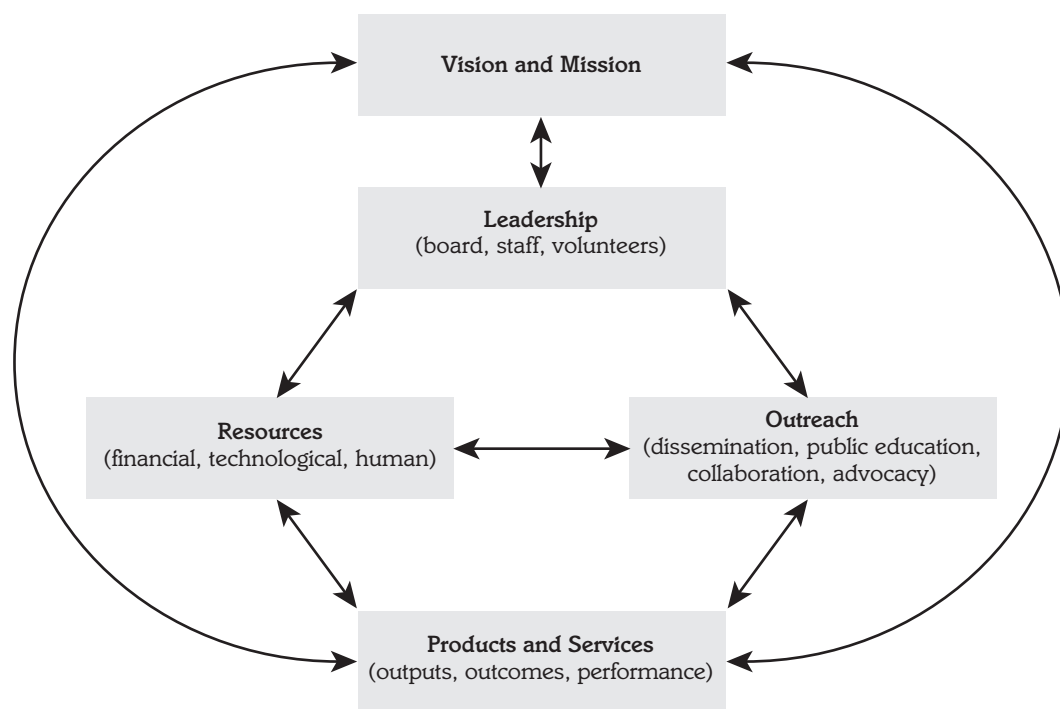 Vision and Mission
Leadership
(board, staff, volunteers)
Resources
(financial, technological, human)
Outreach
(dissemination, public education,
collaboration, advocacy)
Products and Services
(outputs, outcomes, performance)